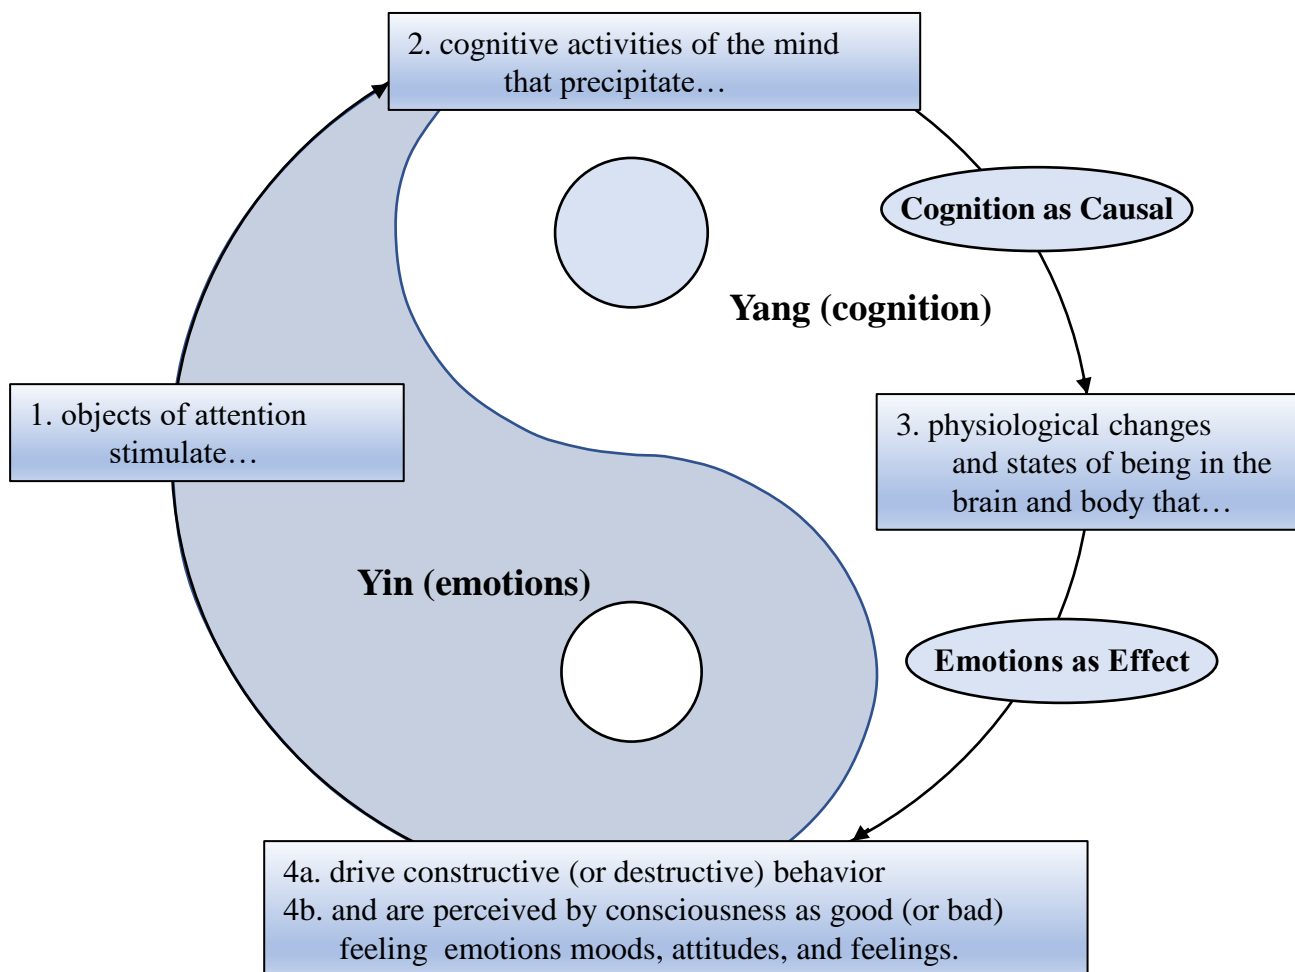 2. cognitive activities of the mind
that precipitate…
Cognition as Causal
Yang (cognition)
1. objects of attention
stimulate…
3. physiological changes
and states of being in the
brain and body that…
Yin (emotions)
Emotions as Effect
4a. drive constructive (or destructive) behavior
4b. and are perceived by consciousness as good (or bad)
feeling emotions moods, attitudes, and feelings.